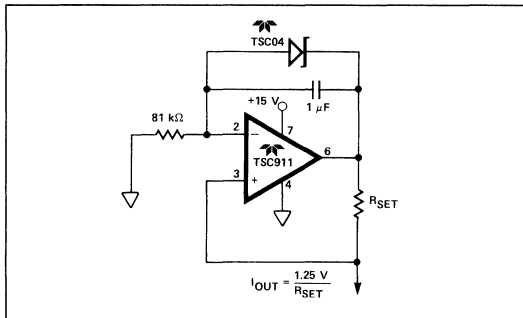 TSC04
+15 V
1 μF
81 kΩ
2
7
−
TSC911
6
3
+
4
RSET
IOUT = 1.25 V
RSET